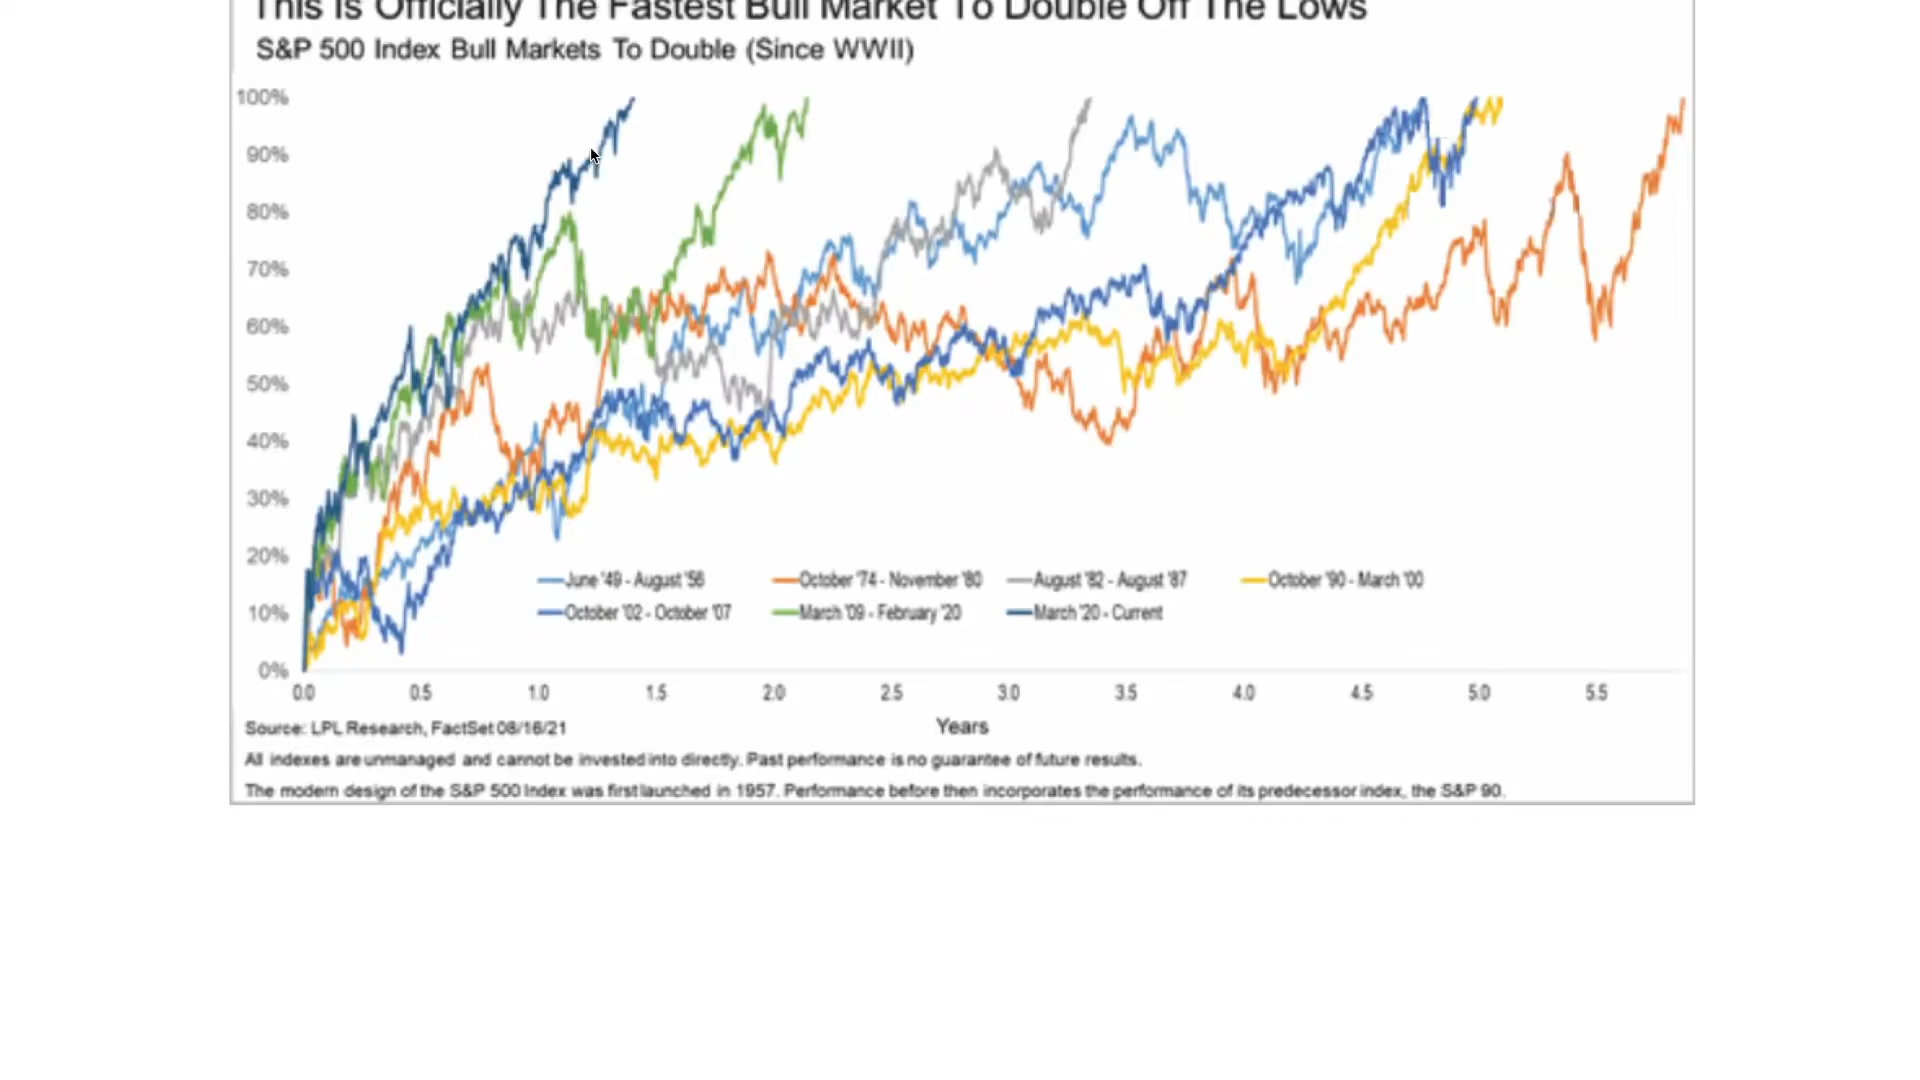 This Is Officially The Fastest Bull Market To Double Off The Lows
S&P 500 Index Bull Markets To Double (Since WWII)
100%
90%
80%
70%
60%
50%
40%
30%
20%
10%
0%
June '49 - August '56 October '74 - November '80 August '82 - August '87 October '90 - March '00
October '02 - October '07 March '09 - February '20 March '20 - Current
0.0 0.5 1.0 1.5 2.0 2.5 3.0 3.5 4.0 4.5 5.0 5.5
Years
Source: LPL Research, FactSet 08/16/21
All indexes are unmanaged and cannot be invested into directly. Past performance is no guarantee of future results.
The modern design of the S&P 500 Index was first launched in 1957. Performance before then incorporates the performance of its predecessor index, the S&P 90.